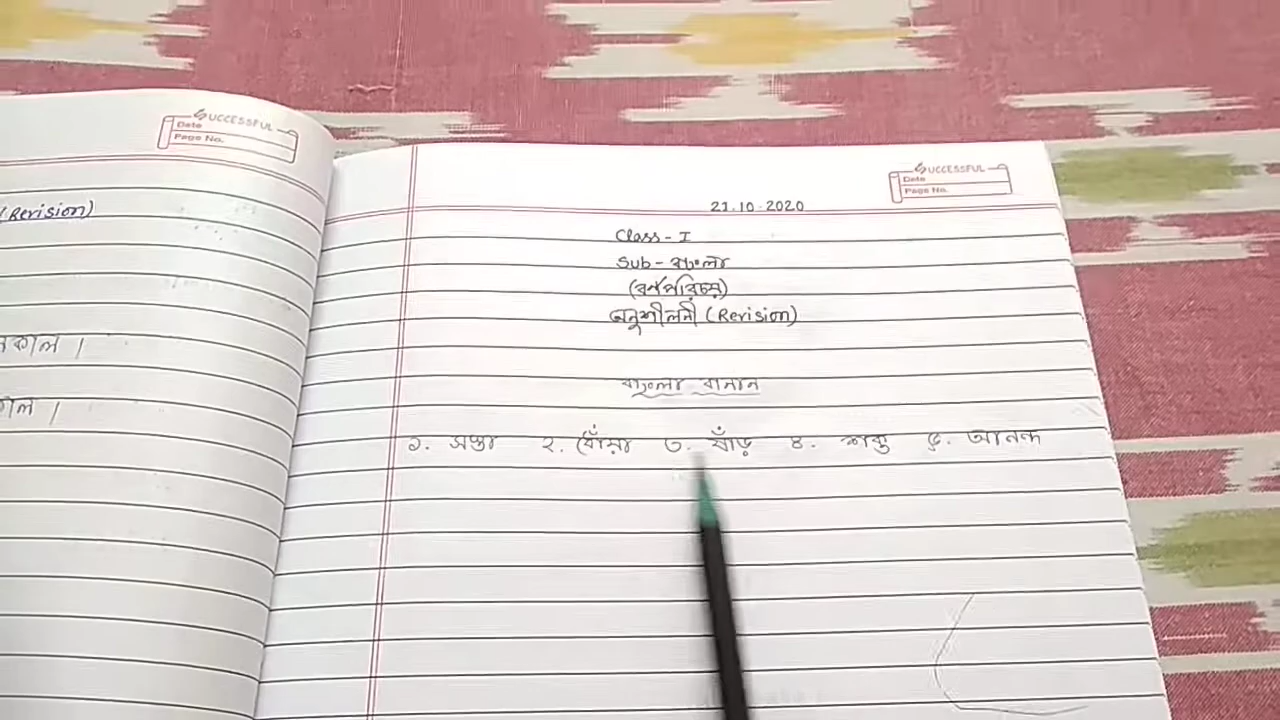 SUCCESSFUL
Date
Page No.
(Revision)
কাল ।
SUCCESSFUL
Date
Page No.
21.10.2020
Class - I
Sub - বাংলা
(বর্ণপরিচয়)
অনুশীলনী (Revision)
বাংলা বানান
১. সস্তা ২. ধোঁয়া ৩. ষাঁড় ৪. শক্ত ৫. আনন্দ